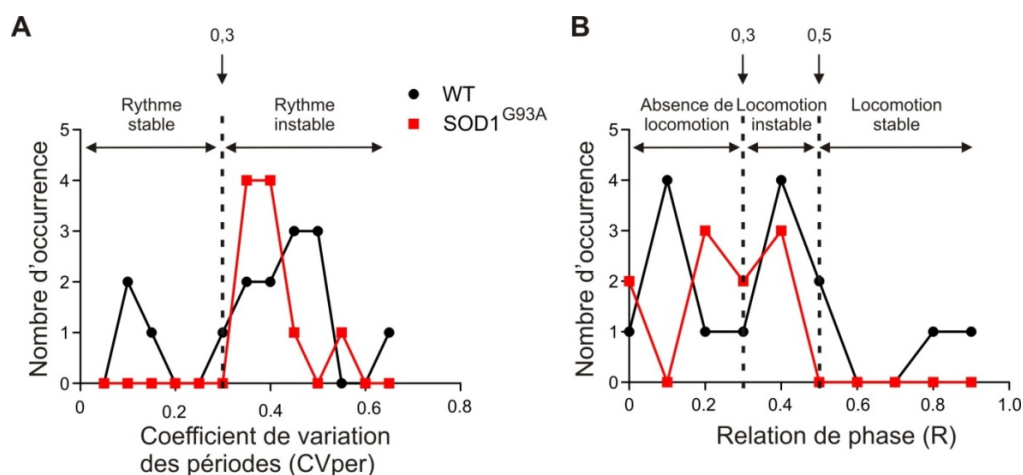 A
0,3
Rythme
stable
Rythme
instable
WT
SOD1^G93A
5
4
3
2
1
0
Nombre d'occurrence
0
0.2
0.4
0.6
0.8
Coefficient de variation
des périodes (CVper)
B
0,3
0,5
Absence de
locomotion
Locomotion
instable
Locomotion
stable
5
4
3
2
1
0
Nombre d'occurrence
0
0.2
0.4
0.6
0.8
1.0
Relation de phase (R)